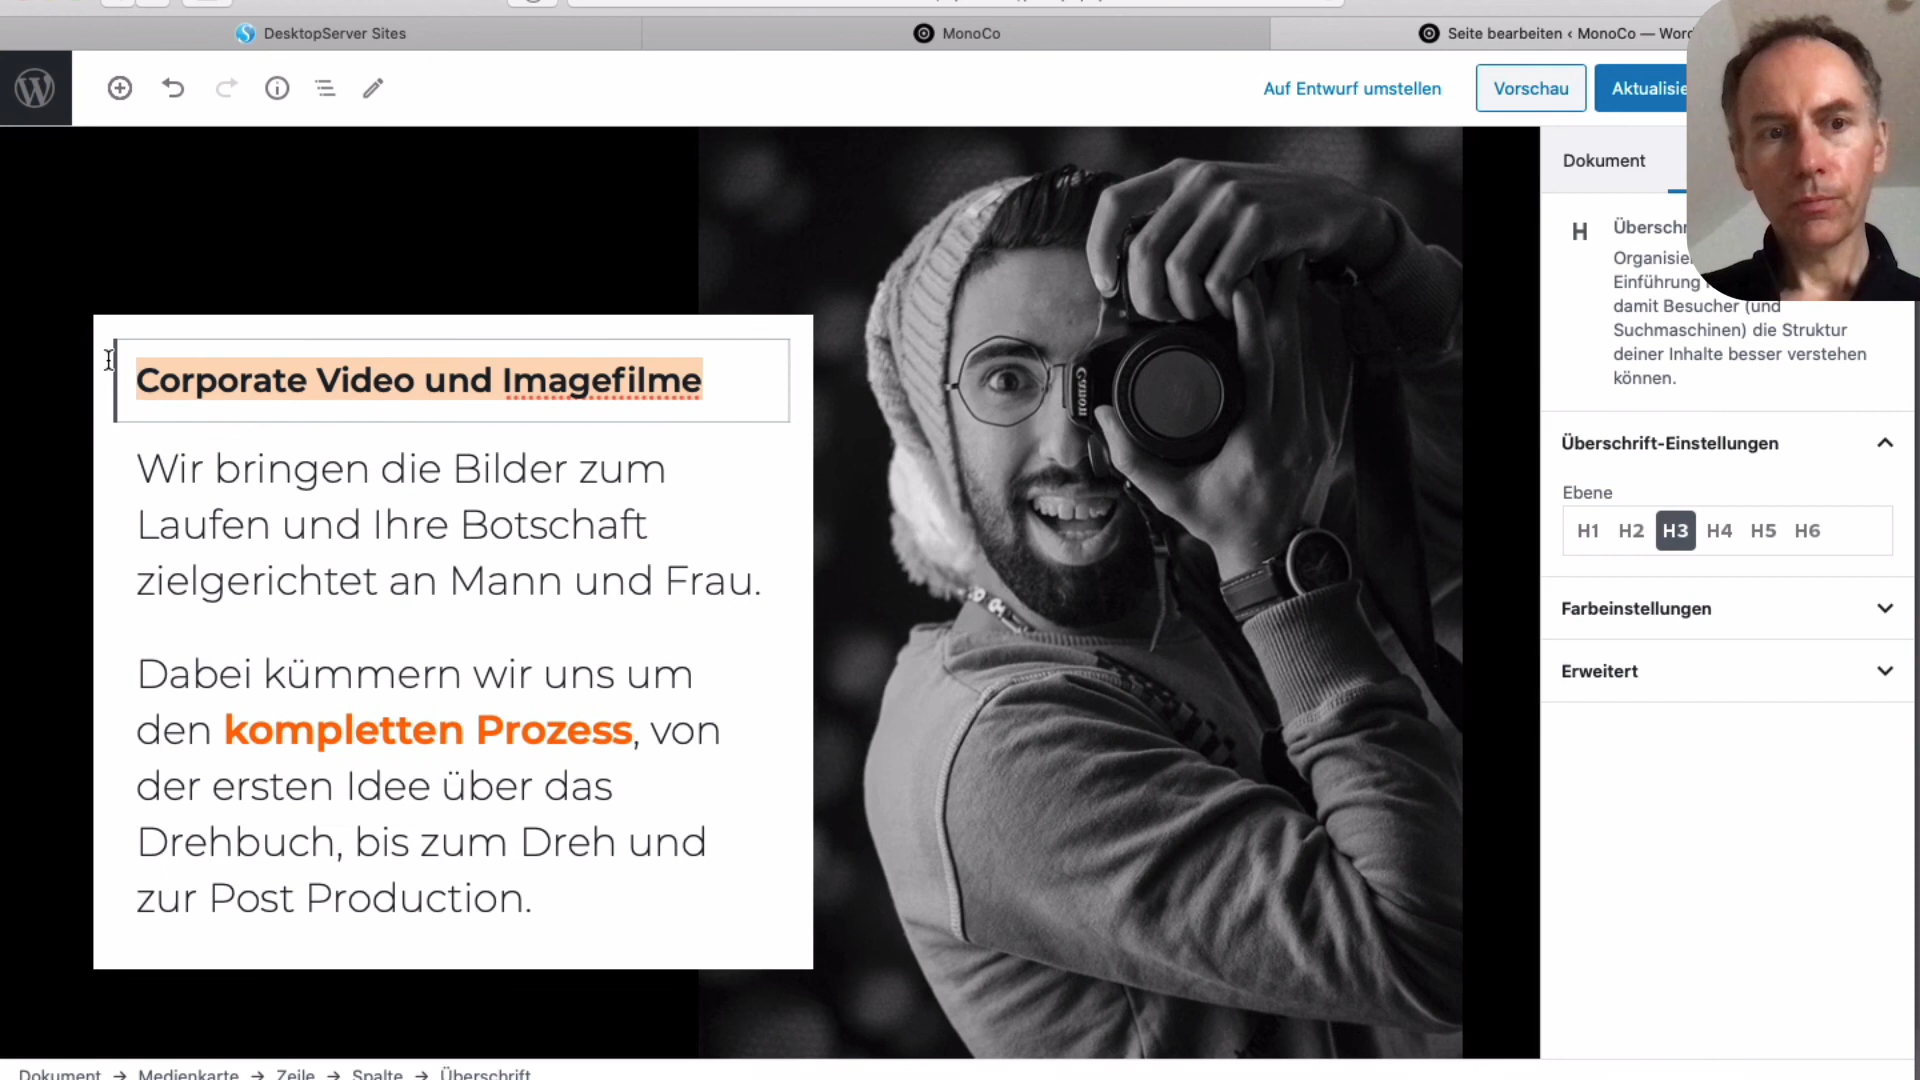 DesktopServer Sites
MonoCo
Seite bearbeiten ‹ MonoCo — Word
Auf Entwurf umstellen
Vorschau
Aktualisie
Dokument
H
Überschr
Organisie
Einführung
damit Besucher (und
Suchmaschinen) die Struktur
deiner Inhalte besser verstehen
können.
Corporate Video und Imagefilme
Wir bringen die Bilder zum
Laufen und Ihre Botschaft
zielgerichtet an Mann und Frau.
Dabei kümmern wir uns um
den kompletten Prozess, von
der ersten Idee über das
Drehbuch, bis zum Dreh und
zur Post Production.
Canon
Überschrift-Einstellungen
Ebene
H1 H2 H3 H4 H5 H6
Farbeinstellungen
Erweitert
Dokument → Medienkarte → Zeile → Spalte → Überschrift